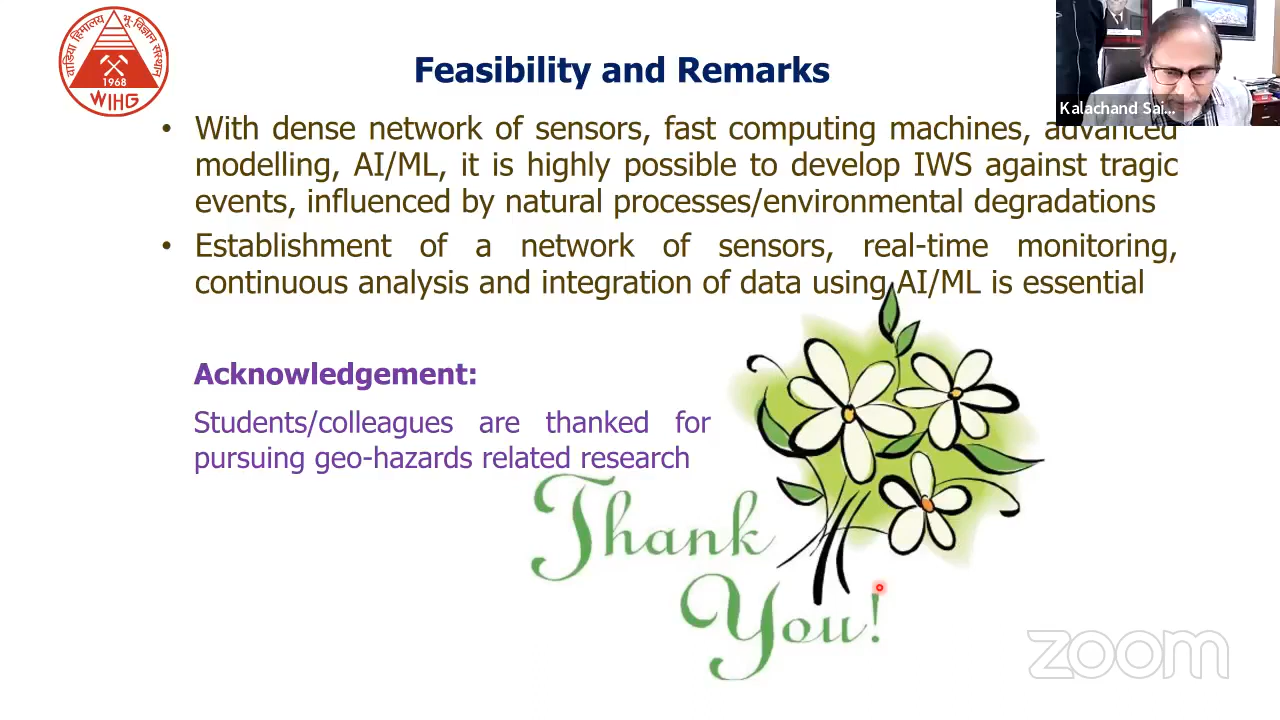 वाडिया हिमालय भू-विज्ञान संस्थान
1968
WIHG
Feasibility and Remarks
Kalachand Sai...
• With dense network of sensors, fast computing machines, advanced
modelling, AI/ML, it is highly possible to develop IWS against tragic
events, influenced by natural processes/environmental degradations
• Establishment of a network of sensors, real-time monitoring,
continuous analysis and integration of data using AI/ML is essential
Acknowledgement:
Students/colleagues are thanked for
pursuing geo-hazards related research
Thank
You!
zoom